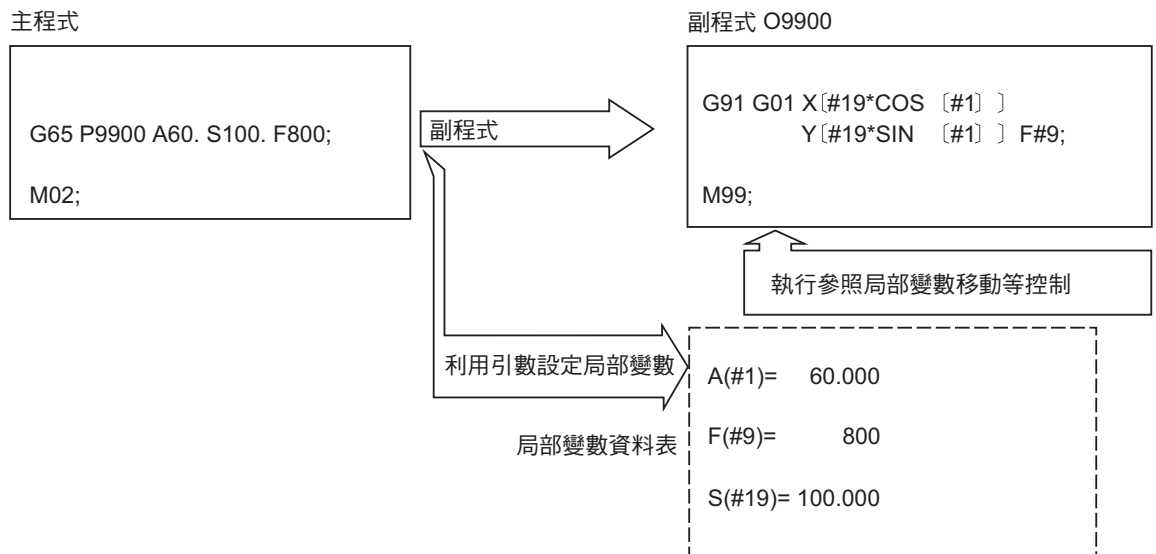 主程式
G65 P9900 A60. S100. F800;
M02;
副程式
副程式 O9900
G91 G01 X〔#19*COS 〔#1〕 〕
Y〔#19*SIN 〔#1〕 〕 F#9;
M99;
執行參照局部變數移動等控制
利用引數設定局部變數
局部變數資料表
A(#1)= 60.000
F(#9)= 800
S(#19)= 100.000